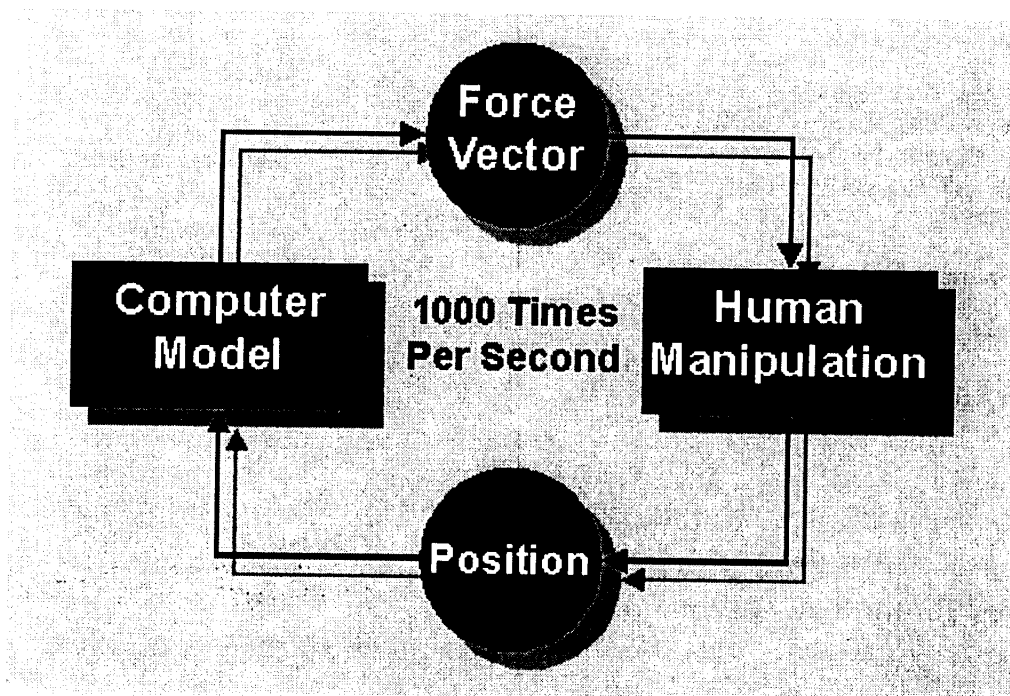 Force
Vector
Computer
Model
1000 Times
Per Second
Human
Manipulation
Position